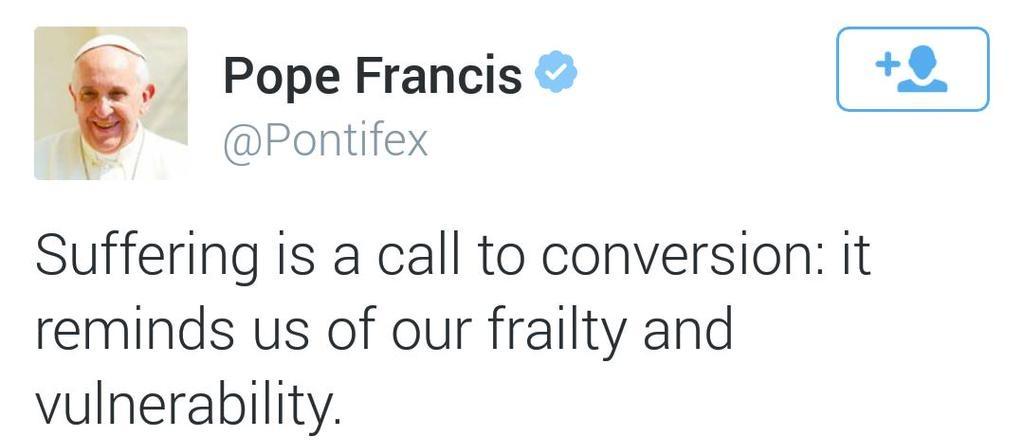 Pope Francis
@Pontifex
Suffering is a call to conversion: it
reminds us of our frailty and
vulnerability.